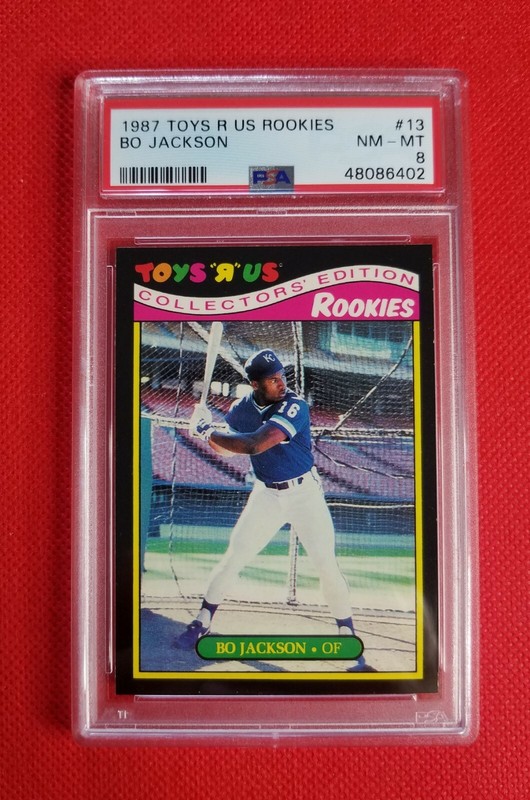 1987 TOYS R US ROOKIES #13
BO JACKSON NM - MT
8
PSA 48086402
TOYS "R" US
COLLECTORS' EDITION
ROOKIES
KC
16
BO JACKSON • OF
PSA